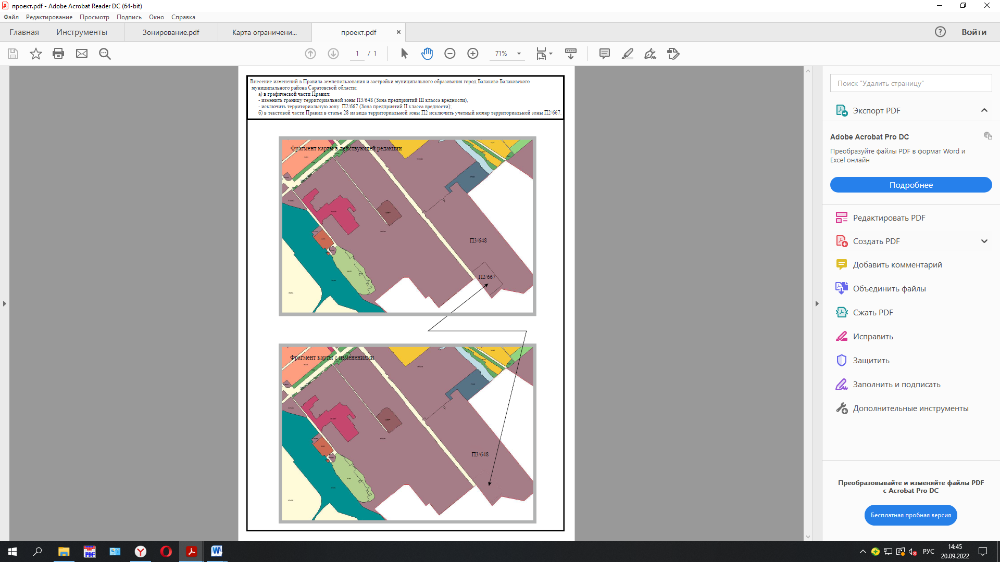 проект.pdf - Adobe Acrobat Reader DC (64-bit)
Файл Редактирование Просмотр Подпись Окно Справка
Главная Инструменты Зонирование.pdf Карта ограничени... проект.pdf Войти
1 / 1 71%
Внесение изменений в Правила землепользования и застройки муниципального образования город Балаково Балаковского
муниципального района Саратовской области:
а) в графической части Правил:
- изменить границу территориальной зоны П3/648 (Зона предприятий III класса вредности),
- исключить территориальную зону П2/667 (Зона предприятий II класса вредности);
б) в текстовой части Правил в статье 28 из вида территориальной зоны П2 исключить учетный номер территориальной зоны П2/667.
Фрагмент карты в действующей редакции
П3/648
П2/667
Фрагмент карты с изменениями
П3/648
Поиск "Удалить страницу"
Экспорт PDF
Adobe Acrobat Pro DC
Преобразуйте файлы PDF в формат Word и
Excel онлайн
Подробнее
Редактировать PDF
Создать PDF
Добавить комментарий
Объединить файлы
Сжать PDF
Исправить
Защитить
Заполнить и подписать
Дополнительные инструменты
Преобразовывайте и изменяйте файлы PDF
с Acrobat Pro DC
Бесплатная пробная версия
РУС
14:45
20.09.2022